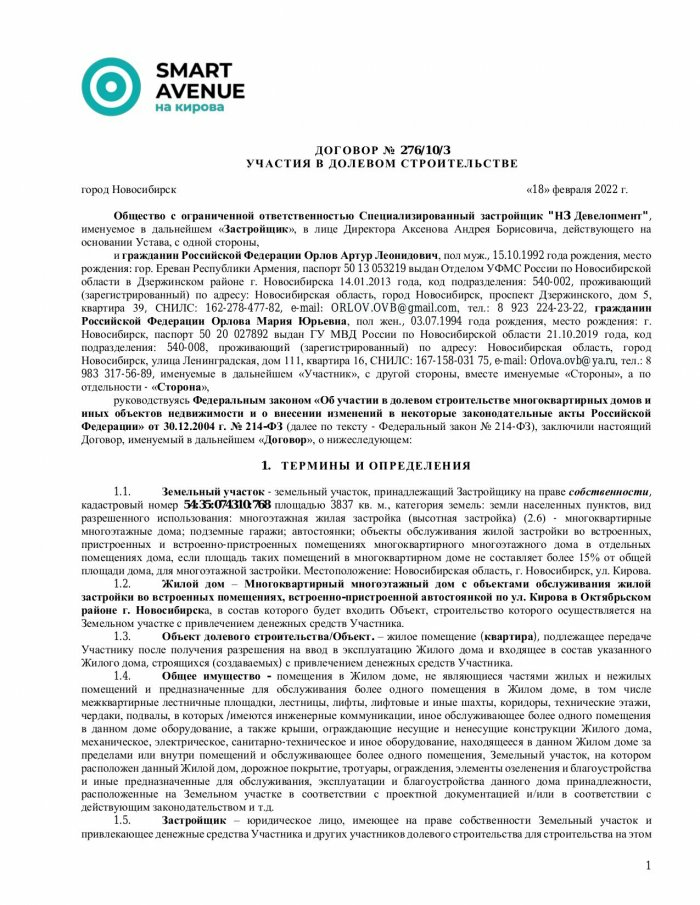 SMART
AVENUE
на кирова
ДОГОВОР № 276/10/3
УЧАСТИЯ В ДОЛЕВОМ СТРОИТЕЛЬСТВЕ
город Новосибирск «18» февраля 2022 г.
Общество с ограниченной ответственностью Специализированный застройщик "НЗ Девелопмент",
именуемое в дальнейшем «Застройщик», в лице Директора Аксенова Андрея Борисовича, действующего на
основании Устава, с одной стороны,
и гражданин Российской Федерации Орлов Артур Леонидович, пол муж., 15.10.1992 года рождения, место
рождения: гор. Ереван Республики Армения, паспорт 50 13 053219 выдан Отделом УФМС России по Новосибирской
области в Дзержинском районе г. Новосибирска 14.01.2013 года, код подразделения: 540-002, проживающий
(зарегистрированный) по адресу: Новосибирская область, город Новосибирск, проспект Дзержинского, дом 5,
квартира 39, СНИЛС: 162-278-477-82, e-mail: ORLOV.OVB@gmail.com, тел.: 8 923 224-23-22, гражданин
Российской Федерации Орлова Мария Юрьевна, пол жен., 03.07.1994 года рождения, место рождения: г.
Новосибирск, паспорт 50 20 027892 выдан ГУ МВД России по Новосибирской области 21.10.2019 года, код
подразделения: 540-008, проживающий (зарегистрированный) по адресу: Новосибирская область, город
Новосибирск, улица Ленинградская, дом 111, квартира 16, СНИЛС: 167-158-031 75, e-mail: Orlova.ovb@ya.ru, тел.: 8
983 317-56-89, именуемые в дальнейшем «Участник», с другой стороны, вместе именуемые «Стороны», а по
отдельности - «Сторона»,
руководствуясь Федеральным законом «Об участии в долевом строительстве многоквартирных домов и
иных объектов недвижимости и о внесении изменений в некоторые законодательные акты Российской
Федерации» от 30.12.2004 г. № 214-ФЗ (далее по тексту - Федеральный закон № 214-ФЗ), заключили настоящий
Договор, именуемый в дальнейшем «Договор», о нижеследующем:
1. ТЕРМИНЫ И ОПРЕДЕЛЕНИЯ
1.1. Земельный участок - земельный участок, принадлежащий Застройщику на праве собственности,
кадастровый номер 54:35:074310:768 площадью 3837 кв. м., категория земель: земли населенных пунктов, вид
разрешенного использования: многоэтажная жилая застройка (высотная застройка) (2.6) - многоквартирные
многоэтажные дома; подземные гаражи; автостоянки; объекты обслуживания жилой застройки во встроенных,
пристроенных и встроенно-пристроенных помещениях многоквартирного многоэтажного дома в отдельных
помещениях дома, если площадь таких помещений в многоквартирном доме не составляет более 15% от общей
площади дома, для многоэтажной застройки. Местоположение: Новосибирская область, г. Новосибирск, ул. Кирова.
1.2. Жилой дом – Многоквартирный многоэтажный дом с объектами обслуживания жилой
застройки во встроенных помещениях, встроенно-пристроенной автостоянкой по ул. Кирова в Октябрьском
районе г. Новосибирска, в состав которого будет входить Объект, строительство которого осуществляется на
Земельном участке с привлечением денежных средств Участника.
1.3. Объект долевого строительства/Объект. – жилое помещение (квартира), подлежащее передаче
Участнику после получения разрешения на ввод в эксплуатацию Жилого дома и входящее в состав указанного
Жилого дома, строящихся (создаваемых) с привлечением денежных средств Участника.
1.4. Общее имущество - помещения в Жилом доме, не являющиеся частями жилых и нежилых
помещений и предназначенные для обслуживания более одного помещения в Жилом доме, в том числе
межквартирные лестничные площадки, лестницы, лифты, лифтовые и иные шахты, коридоры, технические этажи,
чердаки, подвалы, в которых /имеются инженерные коммуникации, иное обслуживающее более одного помещения
в данном доме оборудование, а также крыши, ограждающие несущие и ненесущие конструкции Жилого дома,
механическое, электрическое, санитарно-техническое и иное оборудование, находящееся в данном Жилом доме за
пределами или внутри помещений и обслуживающее более одного помещения, Земельный участок, на котором
расположен данный Жилой дом, дорожное покрытие, тротуары, ограждения, элементы озеленения и благоустройства
и иные предназначенные для обслуживания, эксплуатации и благоустройства данного дома принадлежности,
расположенные на Земельном участке в соответствии с проектной документацией и/или в соответствии с
действующим законодательством и т.д.
1.5. Застройщик – юридическое лицо, имеющее на праве собственности Земельный участок и
привлекающее денежные средства Участника и других участников долевого строительства для строительства на этом
1